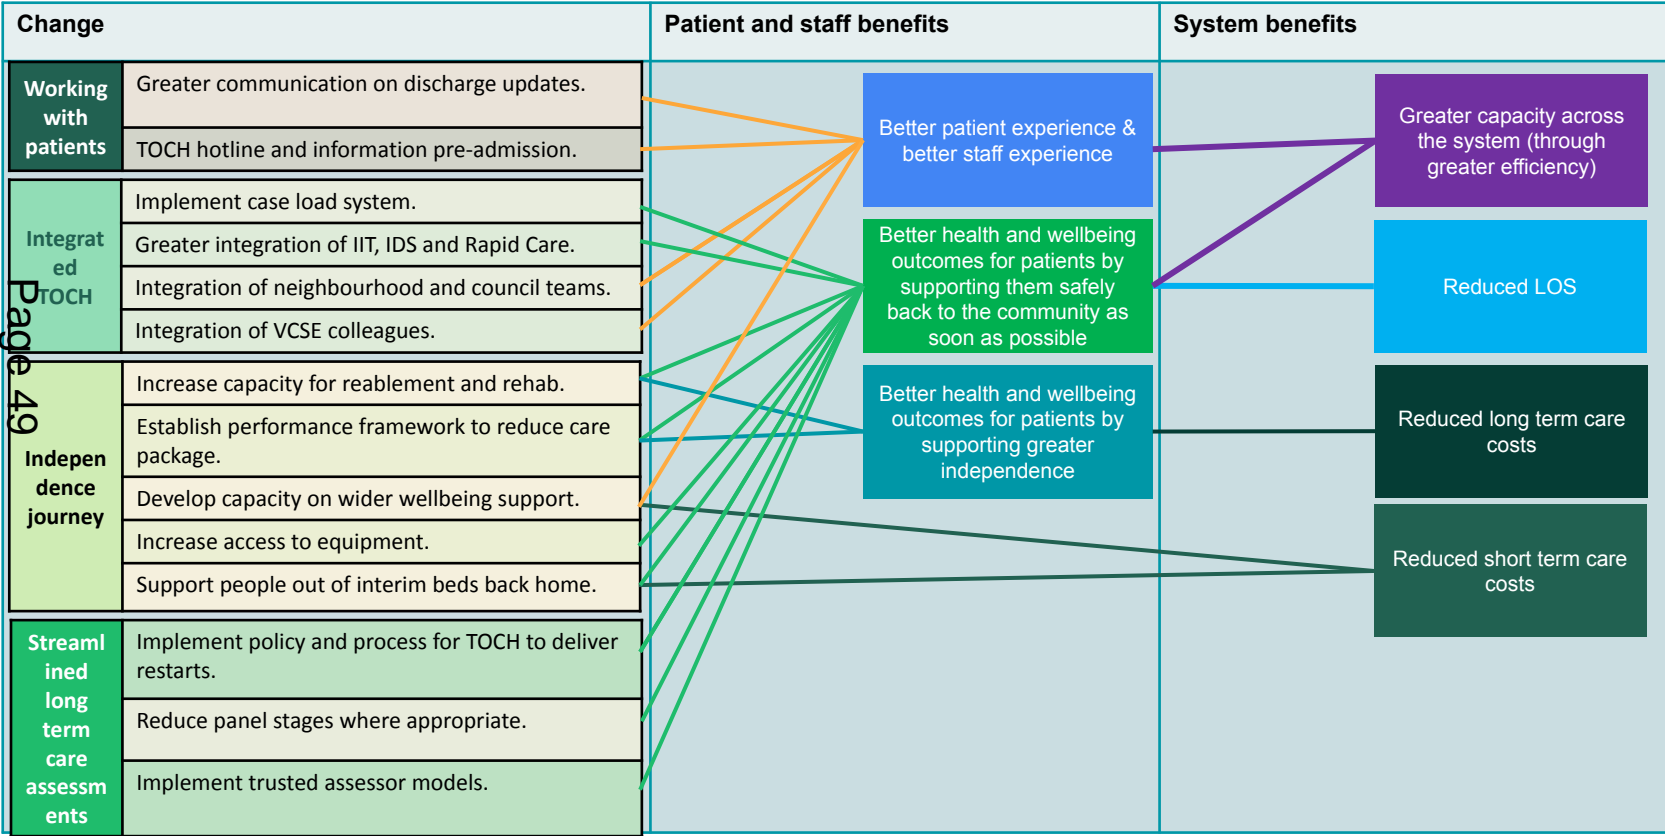 Change
Patient and staff benefits
System benefits
Working
with
patients
Greater communication on discharge updates.
TOCH hotline and information pre-admission.
Integrat
ed
TOCH
Implement case load system.
Greater integration of IIT, IDS and Rapid Care.
Integration of neighbourhood and council teams.
Integration of VCSE colleagues.
Page 49
Indepen
dence
journey
Increase capacity for reablement and rehab.
Establish performance framework to reduce care
package.
Develop capacity on wider wellbeing support.
Increase access to equipment.
Support people out of interim beds back home.
Streaml
ined
long
term
care
assessm
ents
Implement policy and process for TOCH to deliver
restarts.
Reduce panel stages where appropriate.
Implement trusted assessor models.
Better patient experience &
better staff experience
Better health and wellbeing
outcomes for patients by
supporting them safely
back to the community as
soon as possible
Better health and wellbeing
outcomes for patients by
supporting greater
independence
Greater capacity across
the system (through
greater efficiency)
Reduced LOS
Reduced long term care
costs
Reduced short term care
costs